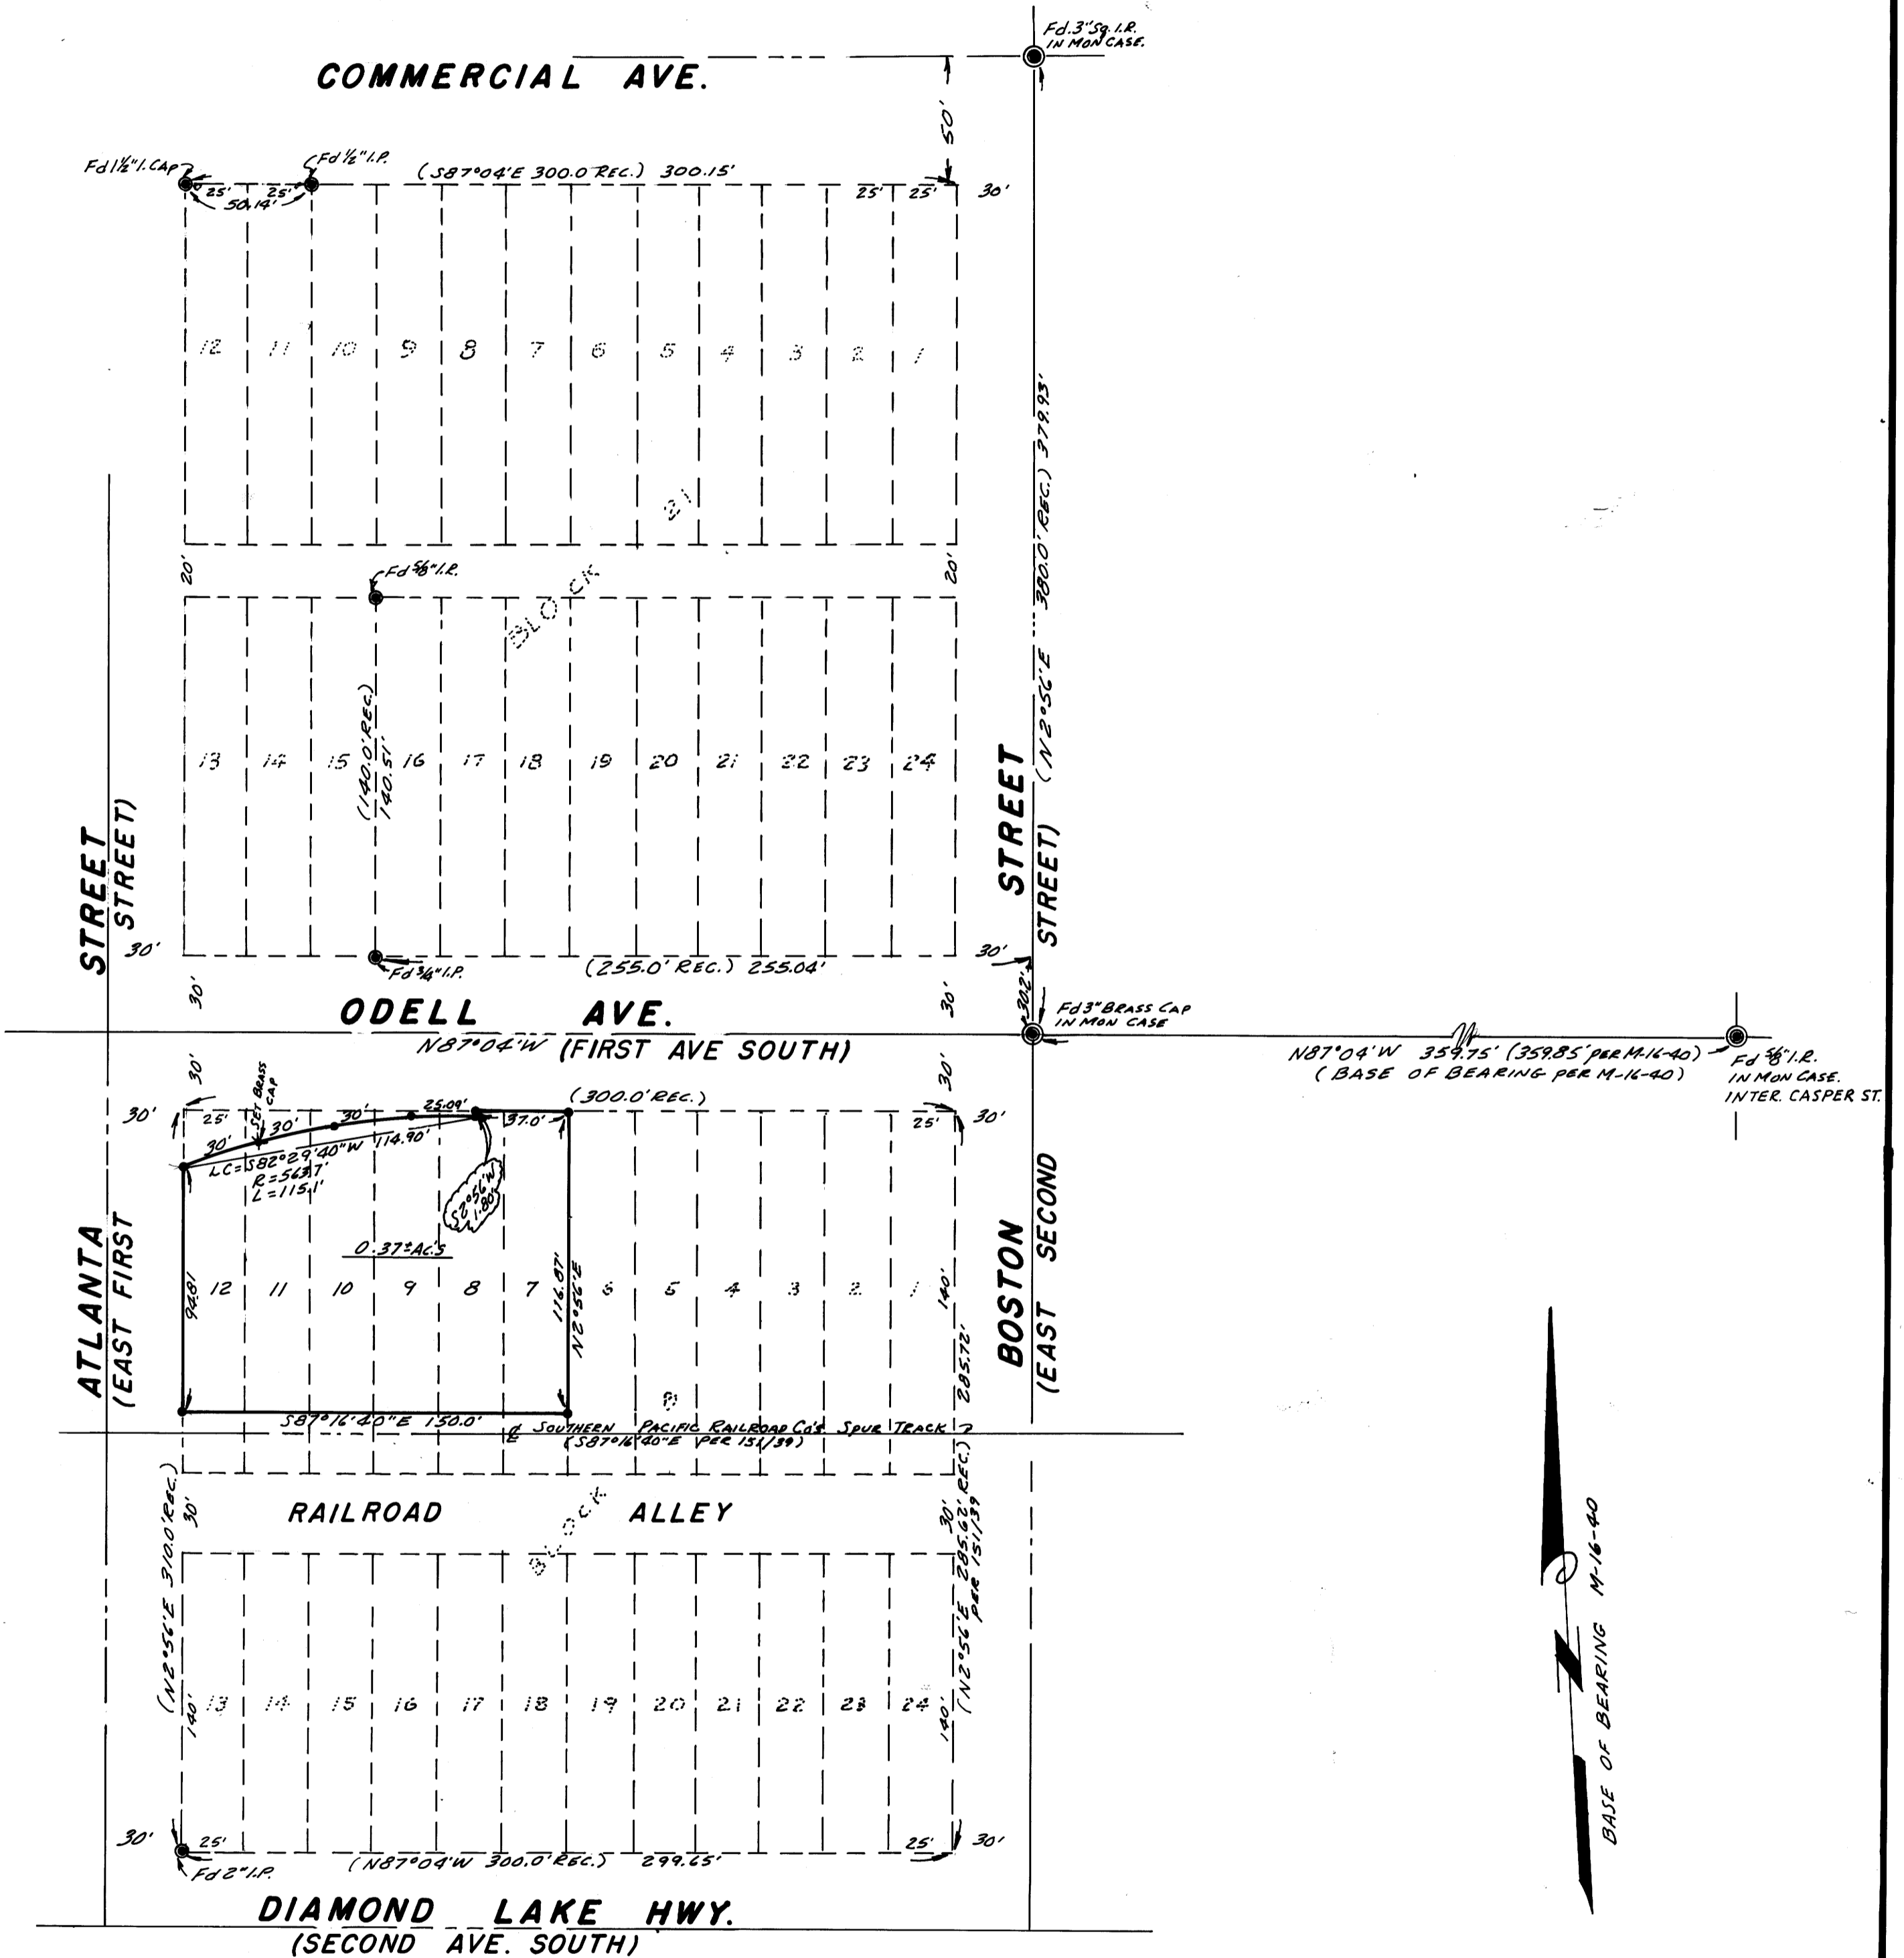 Fd. 3" Sq. I.R.
IN MON CASE.
COMMERCIAL AVE.
50'
Fd 1½" I. CAP
Fd ½" I.P.
(S87°04'E 300.0 REC.) 300.15'
25' 25'
50.14'
25' 25'
30'
12 11 10 9 8 7 6 5 4 3 2 1
(N2°56'E 380.0' REC.) 379.93'
BLOCK 21
20'
20'
Fd ⅝" I.R.
(140.0' REC.)
140.51'
13 14 15 16 17 18 19 20 21 22 23 24
STREET
STREET)
STREET
STREET)
30'
30'
Fd ¾" I.P.
(255.0' REC.) 255.04'
30'
30'
30.2'
ODELL AVE.
N87°04'W (FIRST AVE SOUTH)
Fd 3" BRASS CAP
IN MON CASE
N87°04'W 359.75' (359.85' PER M-16-40)
(BASE OF BEARING PER M-16-40)
Fd ⅝" I.R.
IN MON CASE.
INTER. CASPER ST.
30'
30'
SET BRASS
CAP
(300.0' REC.)
30'
25'
30' 30' 30' 25.09'
37.0'
25'
30'
LC=S82°29'40"W 114.90'
R=563.7'
L=115.1'
S2°56'W
1.80'
0.37± Ac's
94.81
116.87'
N2°56'E
12 11 10 9 8 7 6 5 4 3 2 1
140'
285.72'
ATLANTA
(EAST FIRST
BOSTON
(EAST SECOND
S87°16'40"E 150.0'
℄ SOUTHERN PACIFIC RAILROAD Co's SPUR TRACK
(S87°16'40"E PER 151/39)
RAILROAD ALLEY
30'
30'
(N2°56'E 310.0' REC.)
(N2°56'E 285.62' REC.)
PER 151/39
BLOCK
13 14 15 16 17 18 19 20 21 22 23 24
140'
140'
30'
25'
25'
30'
Fd 2" I.P.
(N87°04'W 300.0' REC.) 299.65'
DIAMOND LAKE HWY.
(SECOND AVE. SOUTH)
N
BASE OF BEARING M-16-40